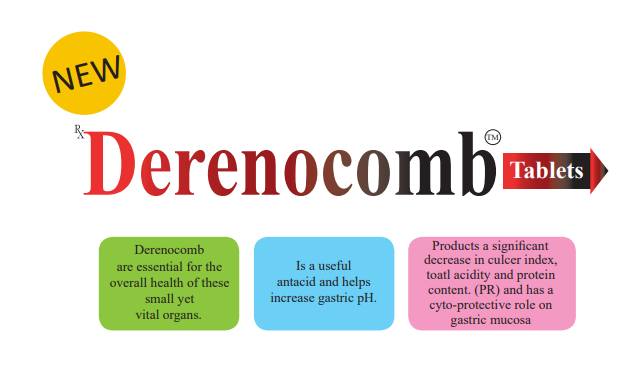 NEW
Rx
Derenocomb TM Tablets
Derenocomb
are essential for the
overall health of these
small yet
vital organs.
Is a useful
antacid and helps
increase gastric pH.
Products a significant
decrease in culcer index,
toatl acidity and protein
content. (PR) and has a
cyto-protective role on
gastric mucosa